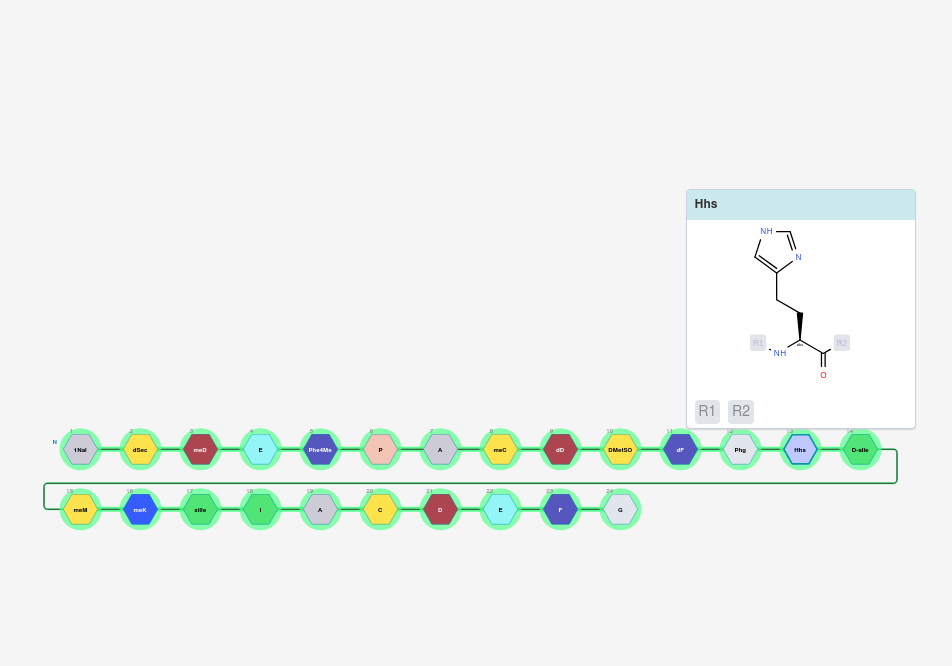 Hhs
NH
N
R1
NH
R2
O
R1 R2
1 2 3 4 5 6 7 8 9 10 11 12 13 14
N 1Nal dSec meD E Phe4Me P A meC dD DMetSO dF Phg Hhs D-aIle
15 16 17 18 19 20 21 22 23 24
meM meK xiIle I A C D E F G